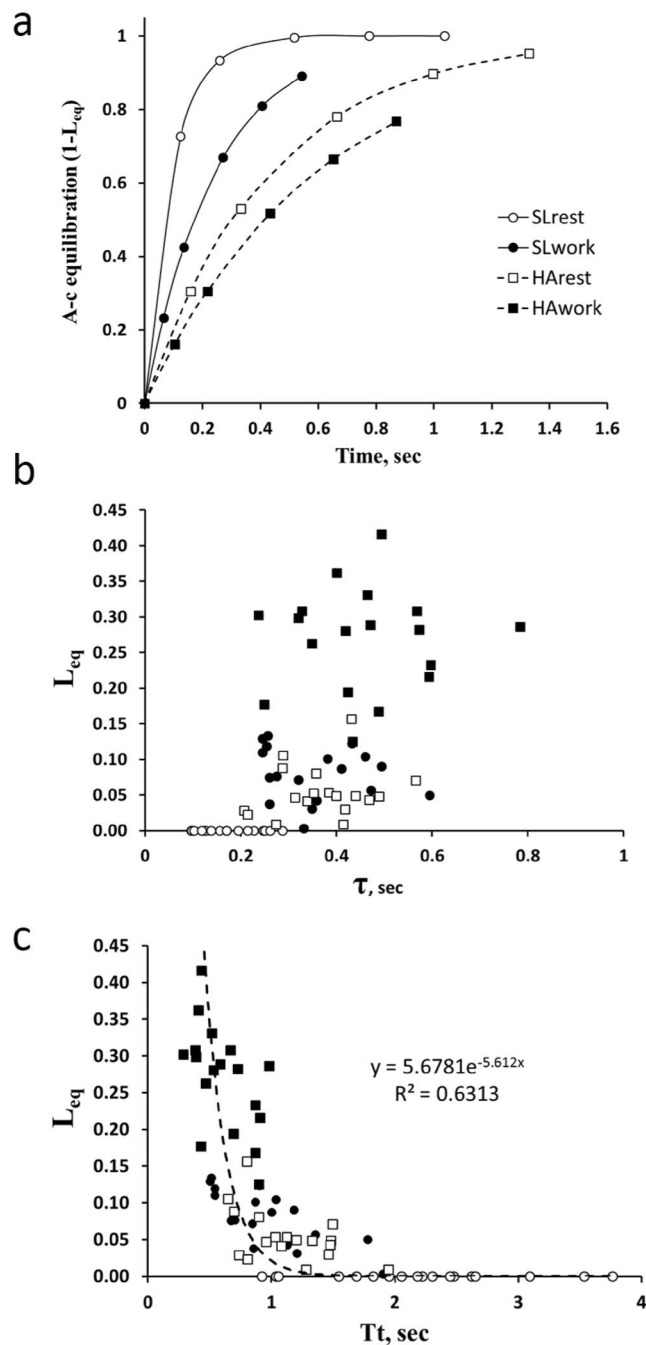 a
A-c equilibration (1-Leq)
1
0.8
0.6
0.4
0.2
0
0 0.2 0.4 0.6 0.8 1 1.2 1.4 1.6
Time, sec
SLrest
SLwork
HArest
HAwork
b
Leq
0.45
0.40
0.35
0.30
0.25
0.20
0.15
0.10
0.05
0.00
0 0.2 0.4 0.6 0.8 1
τ, sec
c
Leq
0.45
0.40
0.35
0.30
0.25
0.20
0.15
0.10
0.05
0.00
y = 5.6781e^-5.612x
R² = 0.6313
0 1 2 3 4
Tt, sec